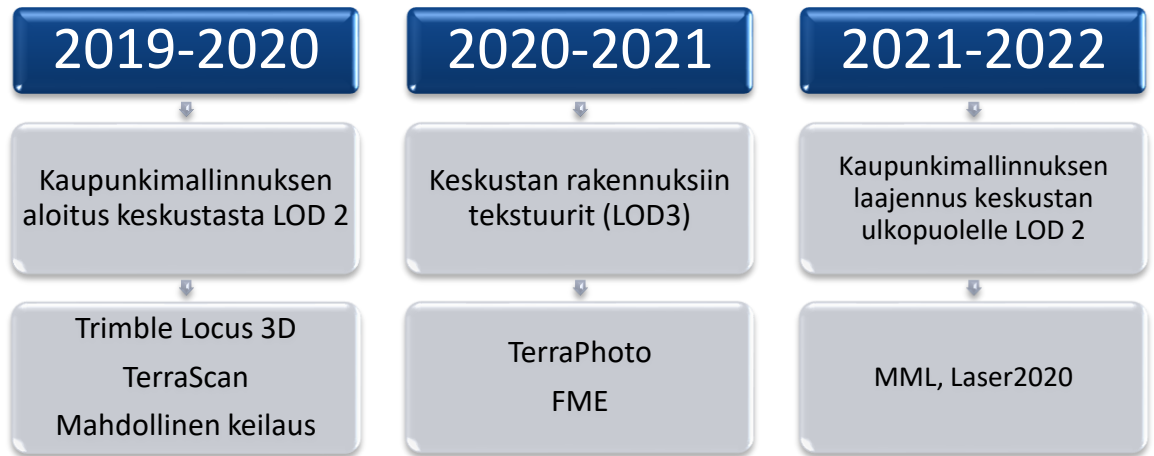 2019-2020
Kaupunkimallinnuksen
aloitus keskustasta LOD 2
Trimble Locus 3D
TerraScan
Mahdollinen keilaus
2020-2021
Keskustan rakennuksiin
tekstuurit (LOD3)
TerraPhoto
FME
2021-2022
Kaupunkimallinnuksen
laajennus keskustan
ulkopuolelle LOD 2
MML, Laser2020